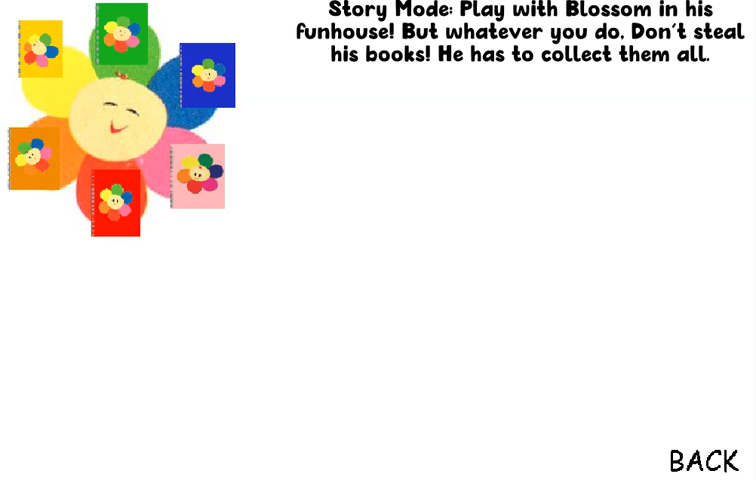 Story Mode: Play with Blossom in his
funhouse! But whatever you do, Don't steal
his books! He has to collect them all.
BACK